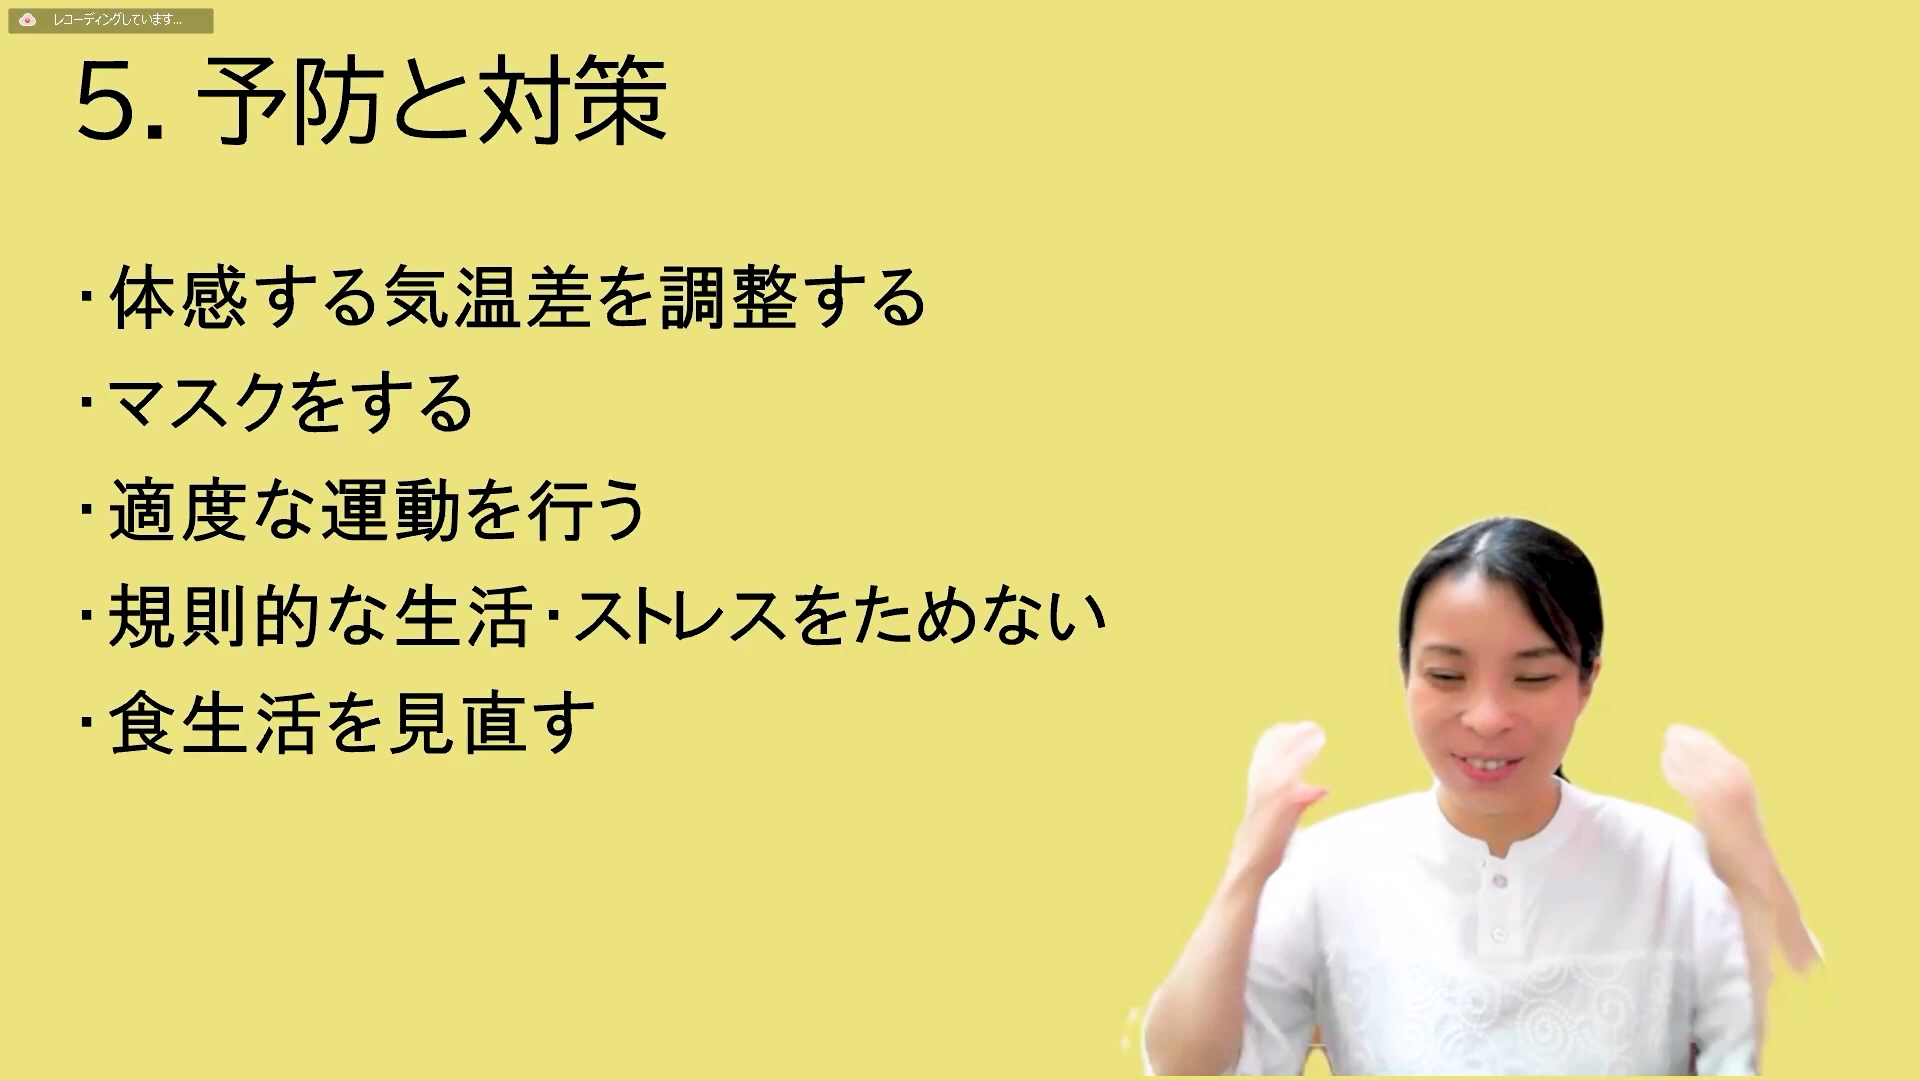 レコーディングしています...
5. 予防と対策
・体感する気温差を調整する
・マスクをする
・適度な運動を行う
・規則的な生活・ストレスをためない
・食生活を見直す